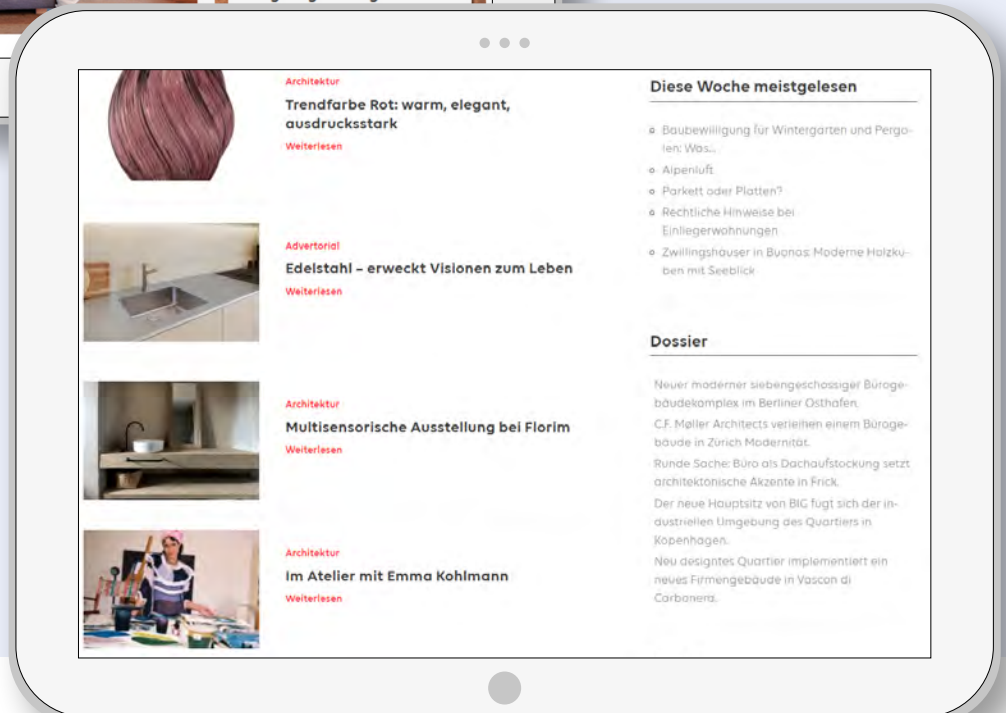 Architektur
Trendfarbe Rot: warm, elegant,
ausdrucksstark
Weiterlesen
Advertorial
Edelstahl – erweckt Visionen zum Leben
Weiterlesen
Architektur
Multisensorische Ausstellung bei Florim
Weiterlesen
Architektur
Im Atelier mit Emma Kohlmann
Weiterlesen
Diese Woche meistgelesen
Baubewilligung für Wintergarten und Pergo-
len: Was...
Alpenluft
Parkett oder Platten?
Rechtliche Hinweise bei
Einliegerwohnungen
Zwillingshäuser in Buonas: Moderne Holzku-
ben mit Seeblick
Dossier
Neuer moderner siebengeschossiger Büroge-
bäudekomplex im Berliner Osthafen.
C.F. Møller Architects verleihen einem Büroge-
bäude in Zürich Modernität.
Runde Sache: Büro als Dachaufstockung setzt
architektonische Akzente in Frick.
Der neue Hauptsitz von BIG fügt sich der in-
dustriellen Umgebung des Quartiers in
Kopenhagen.
Neu designtes Quartier implementiert ein
neues Firmengebäude in Vascon di
Carbonera.